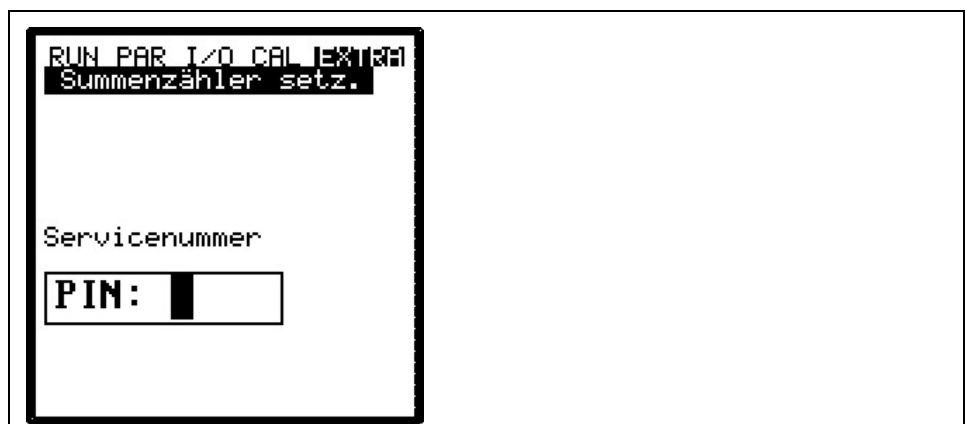 RUN PAR I/O CAL EXTRA
Summenzähler setz.
Servicenummer
PIN: